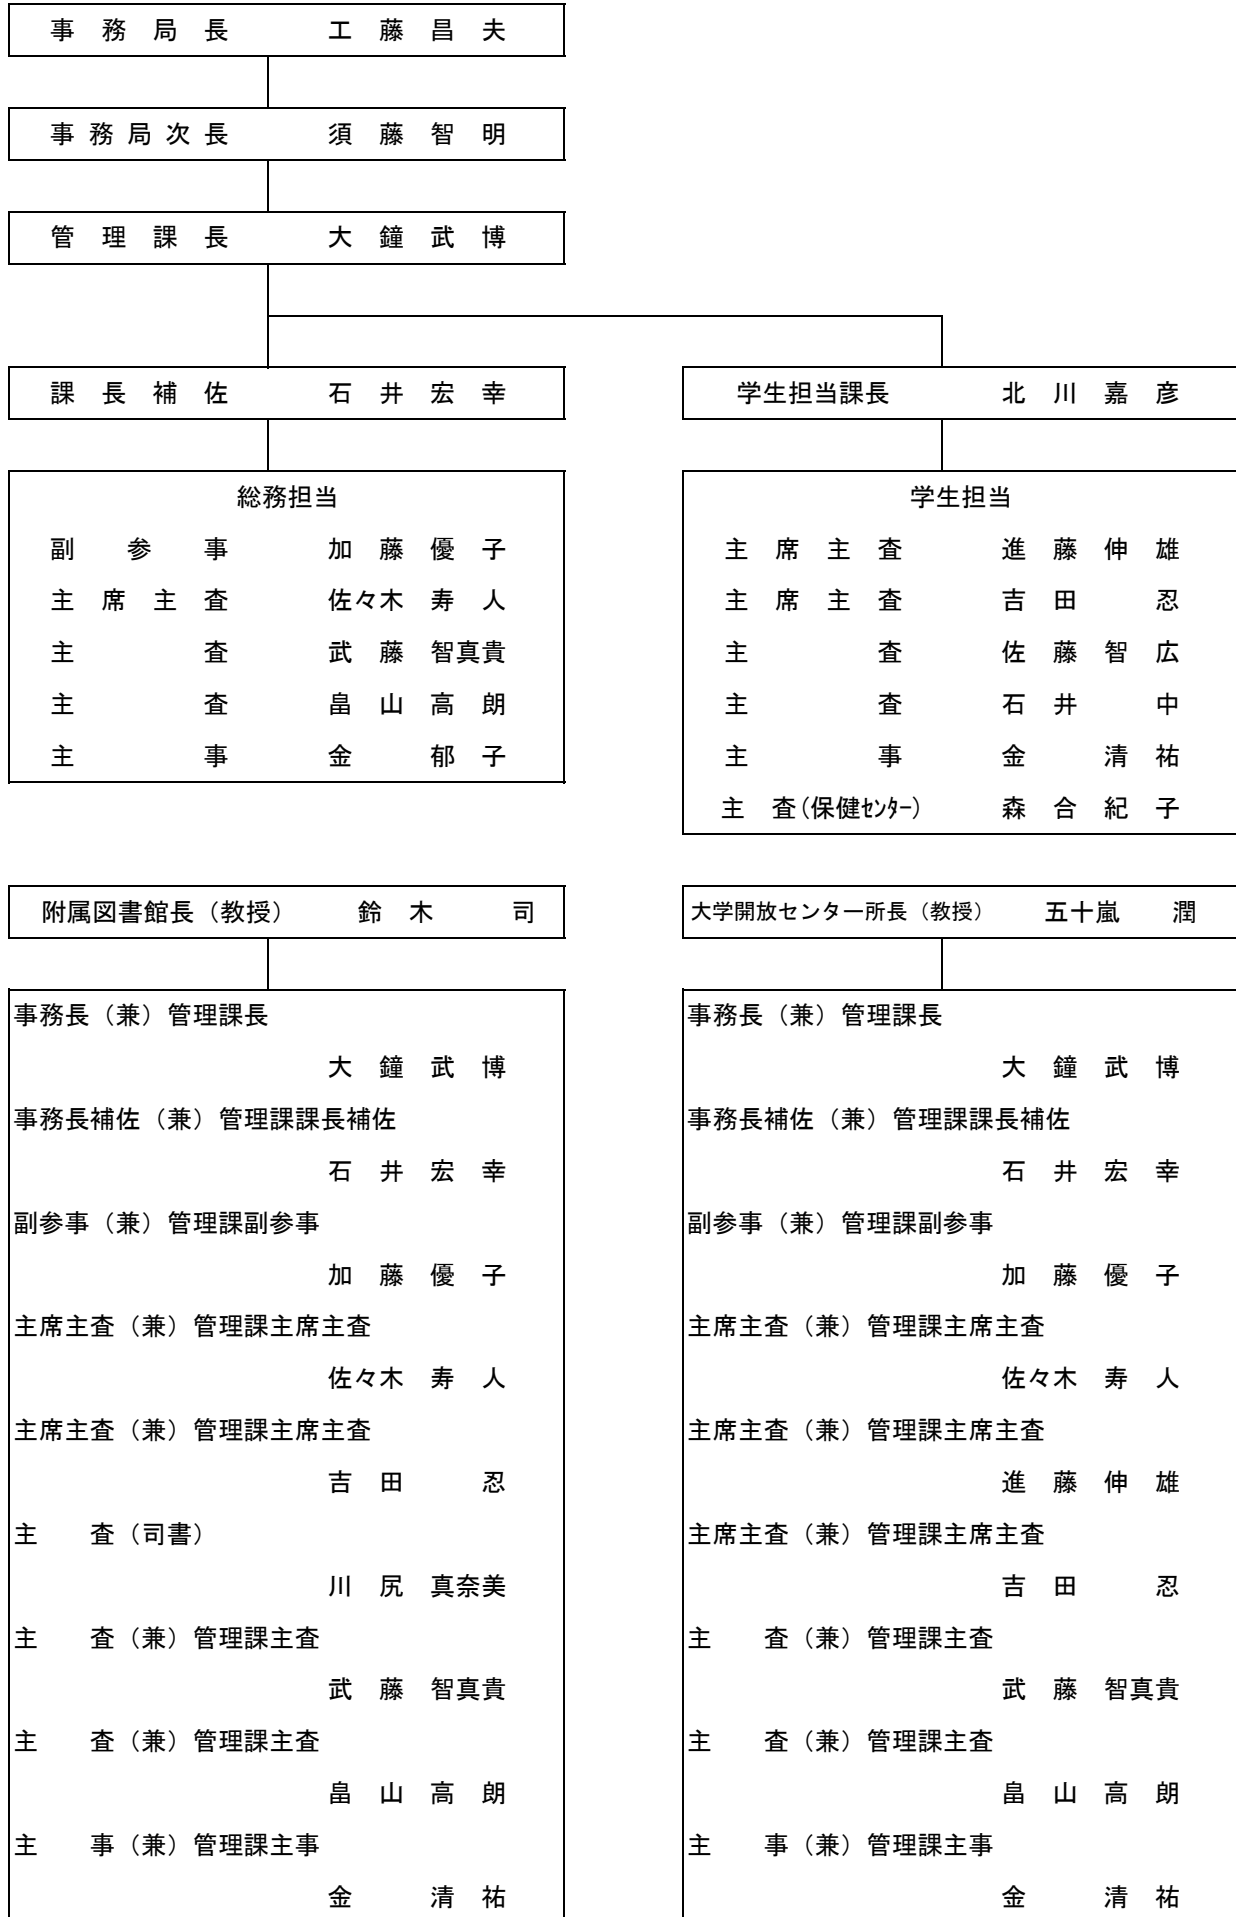 事務局長 工藤昌夫
事務局次長 須藤智明
管理課長 大鐘武博
課長補佐 石井宏幸
学生担当課長 北川嘉彦
総務担当
副参事 加藤優子
主席主査 佐々木寿人
主査 武藤智真貴
主査 畠山高朗
主事 金郁子
学生担当
主席主査 進藤伸雄
主席主査 吉田忍
主査 佐藤智広
主査 石井中
主事 金清祐
主査(保健ｾﾝﾀｰ) 森合紀子
附属図書館長（教授） 鈴木司
事務長（兼）管理課長
大鐘武博
事務長補佐（兼）管理課課長補佐
石井宏幸
副参事（兼）管理課副参事
加藤優子
主席主査（兼）管理課主席主査
佐々木寿人
主席主査（兼）管理課主席主査
吉田忍
主査（司書）
川尻真奈美
主査（兼）管理課主査
武藤智真貴
主査（兼）管理課主査
畠山高朗
主事（兼）管理課主事
金清祐
大学開放センター所長（教授） 五十嵐潤
事務長（兼）管理課長
大鐘武博
事務長補佐（兼）管理課課長補佐
石井宏幸
副参事（兼）管理課副参事
加藤優子
主席主査（兼）管理課主席主査
佐々木寿人
主席主査（兼）管理課主席主査
進藤伸雄
主席主査（兼）管理課主席主査
吉田忍
主査（兼）管理課主査
武藤智真貴
主査（兼）管理課主査
畠山高朗
主事（兼）管理課主事
金清祐